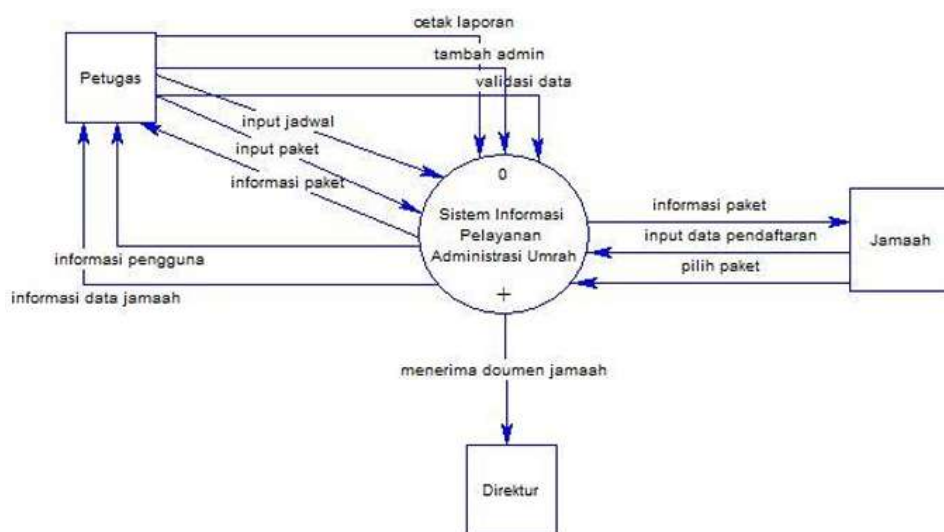 cetak laporan
tambah admin
Petugas
validasi data
input jadwal
input paket
informasi paket
0
Sistem Informasi
Pelayanan
Administrasi Umrah
+
informasi paket
input data pendaftaran
pilih paket
Jamaah
informasi pengguna
informasi data jamaah
menerima doumen jamaah
Direktur